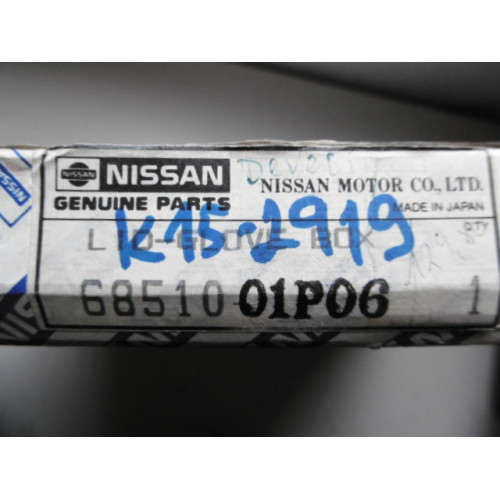 NISSAN
GENUINE PARTS
NISSAN MOTOR CO., LTD.
MADE IN JAPAN
LID-GLOVE BOX
QTY
K15-2919
68510 01P06 1
NISSAN